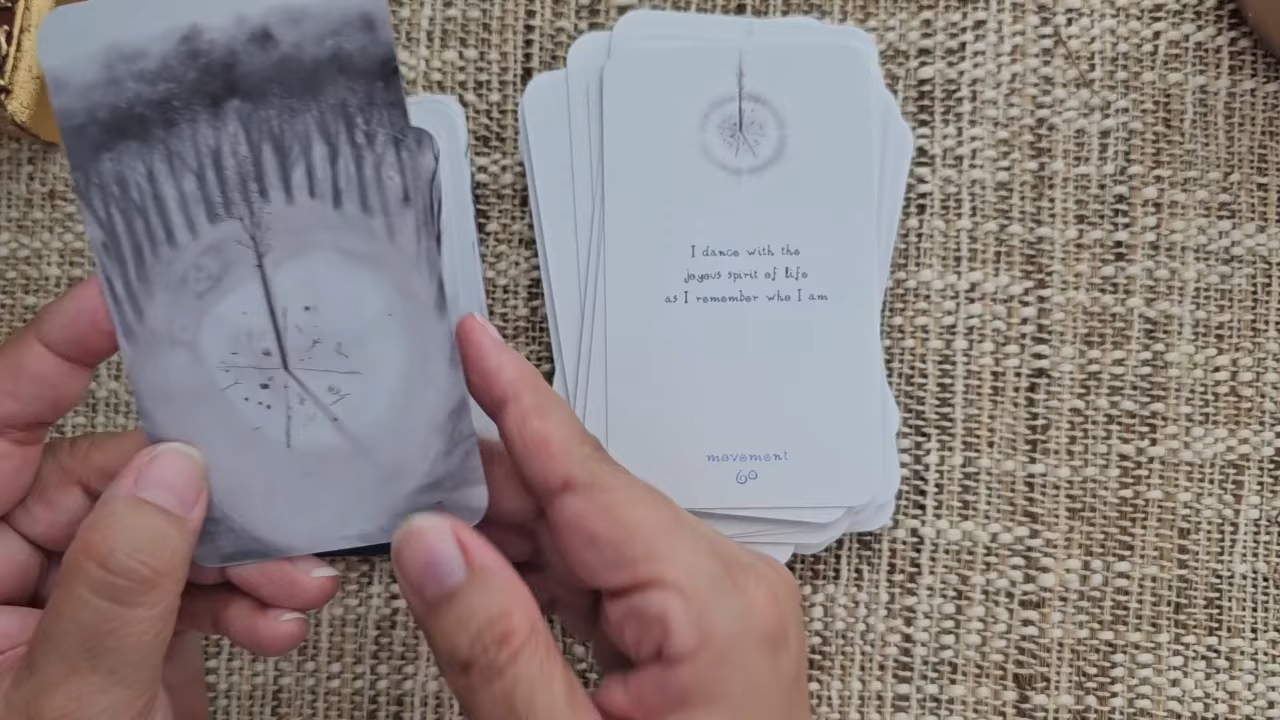 I dance with the
joyous spirit of life
as I remember who I am
movement
60